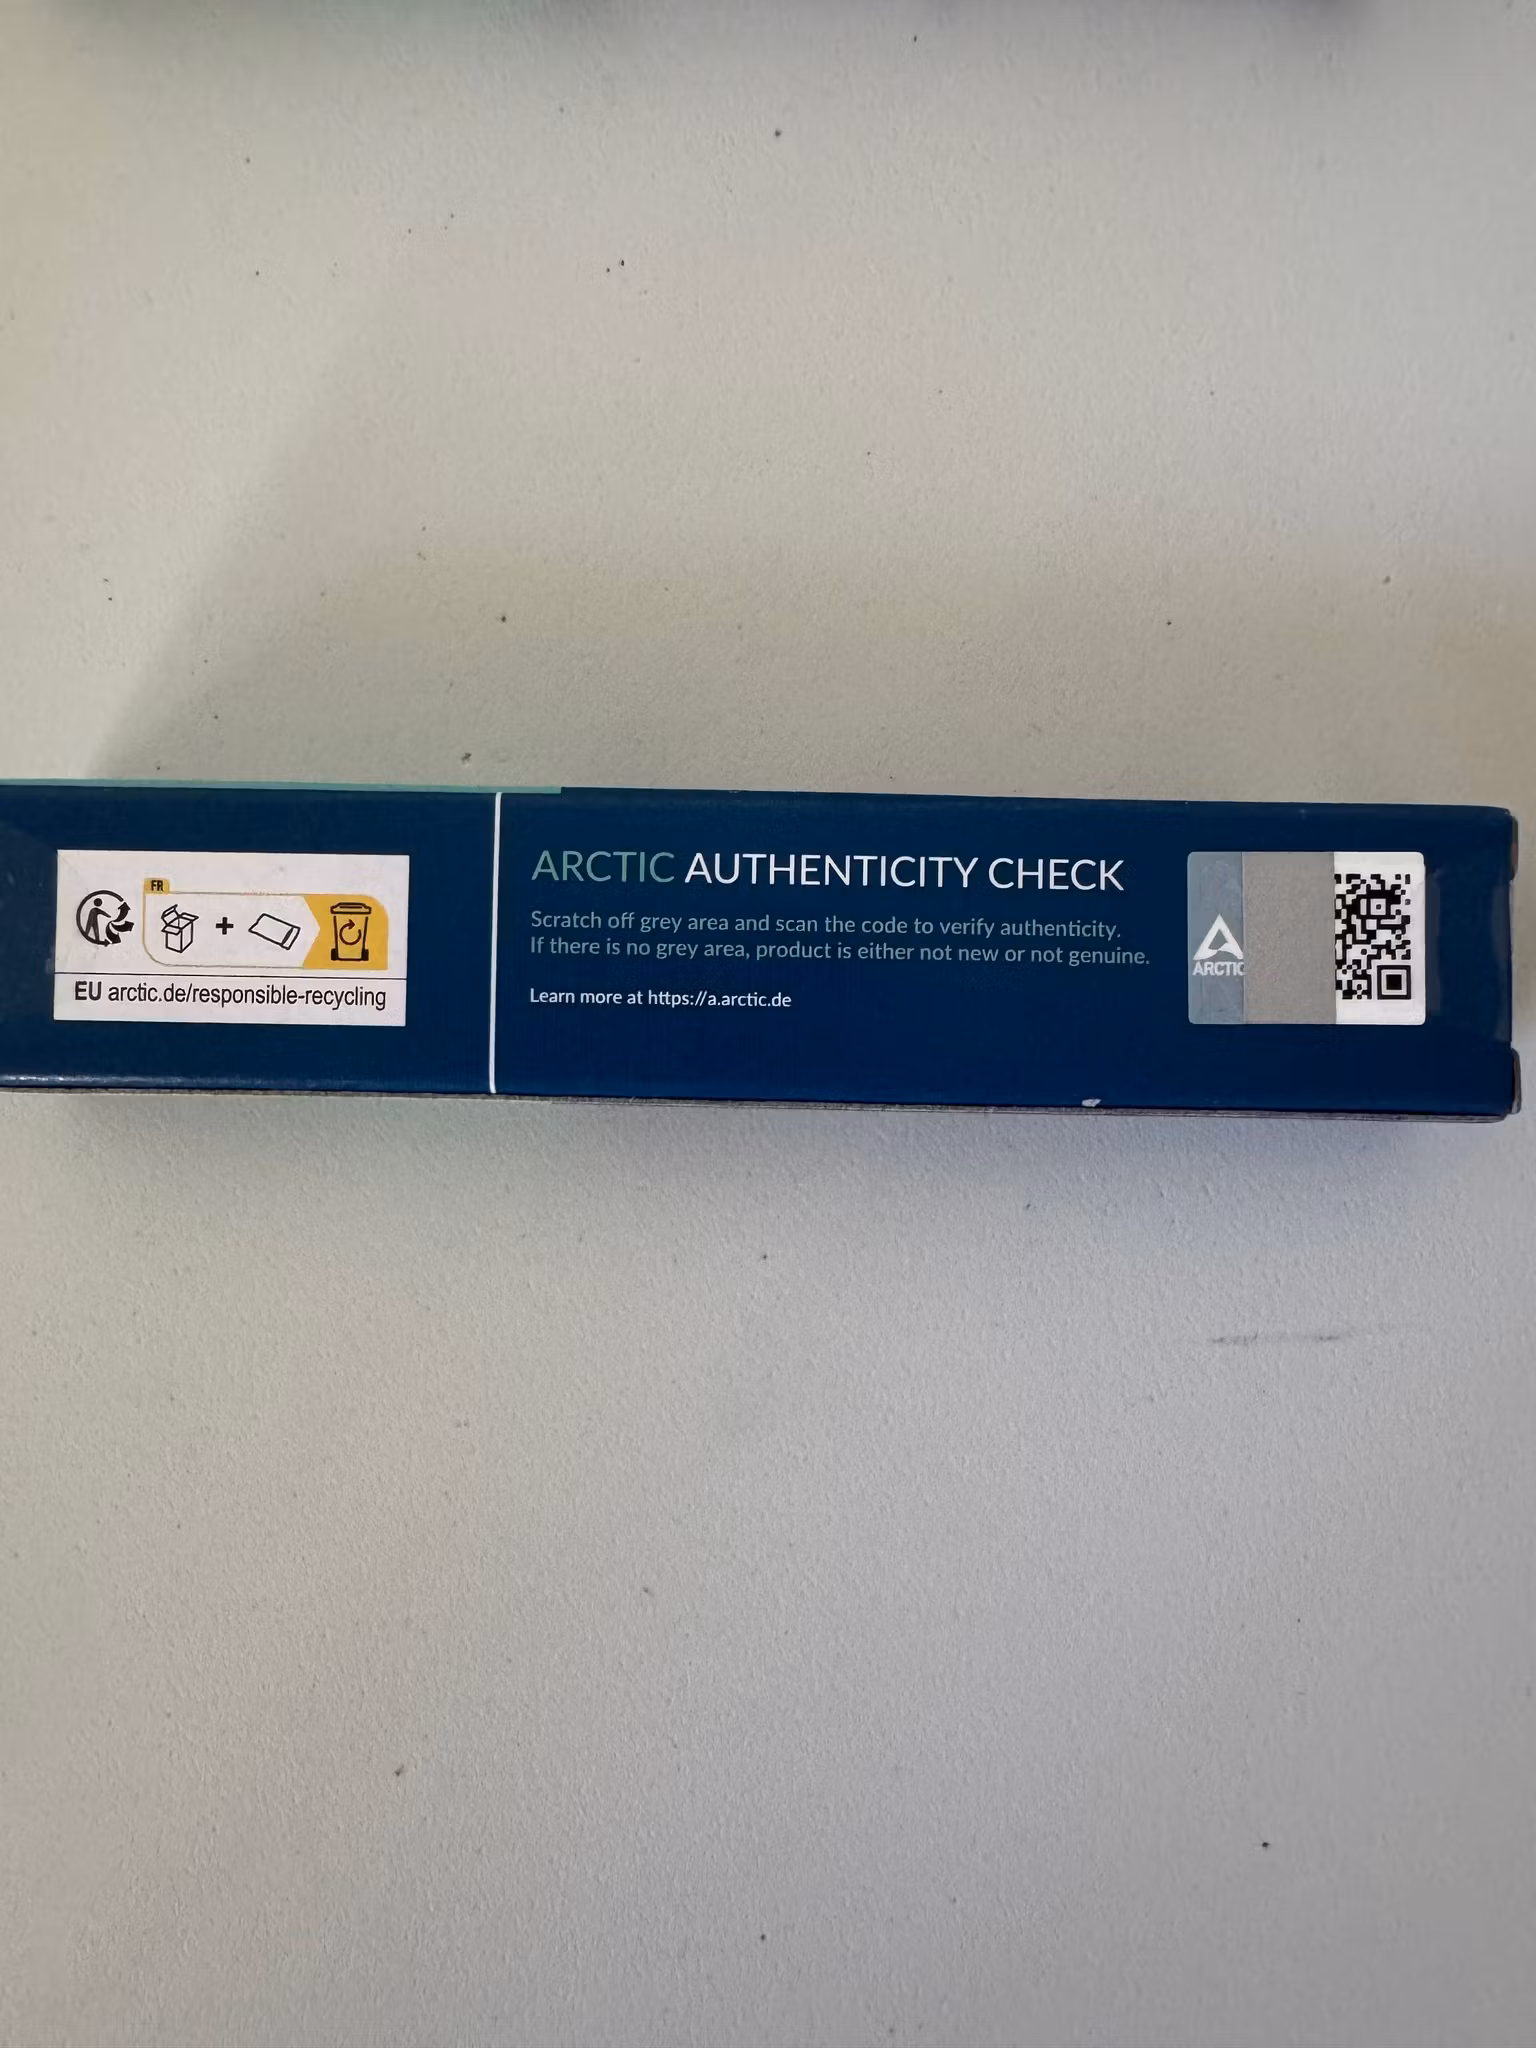 FR
+
EU arctic.de/responsible-recycling
ARCTIC AUTHENTICITY CHECK
Scratch off grey area and scan the code to verify authenticity.
If there is no grey area, product is either not new or not genuine.
Learn more at https://a.arctic.de
ARCTIC